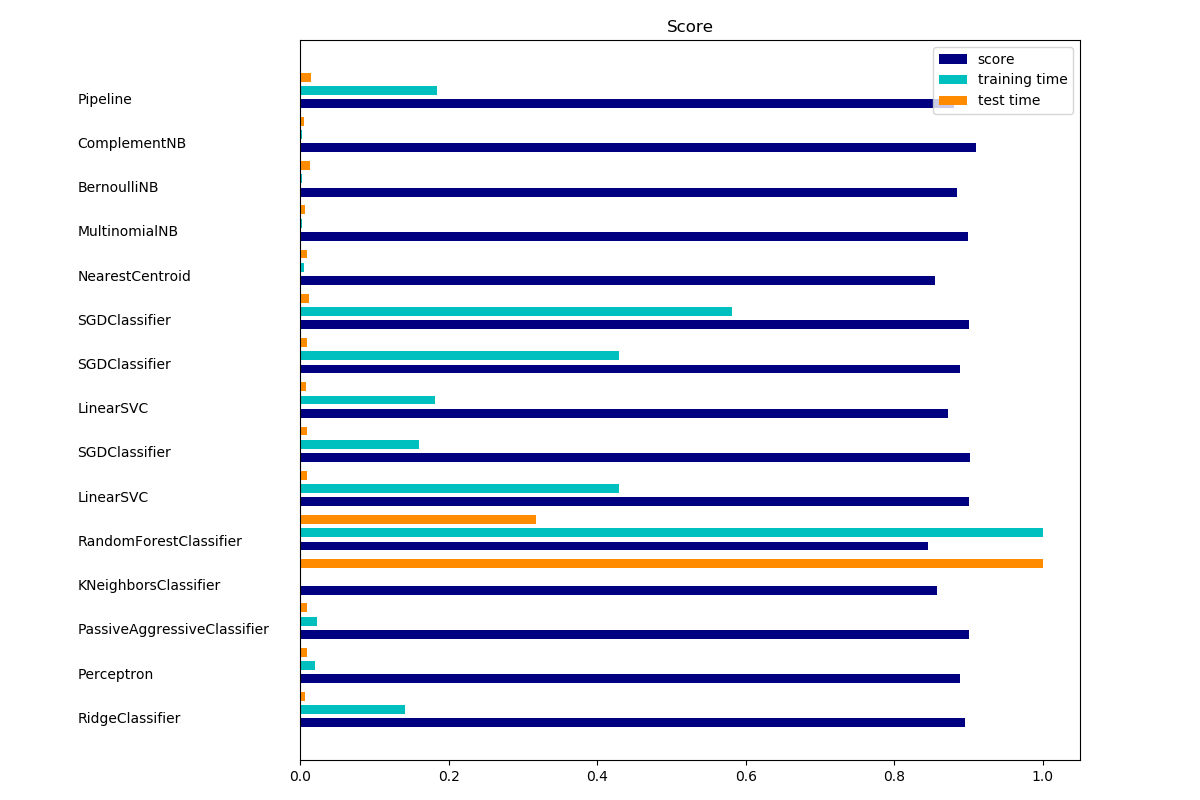 Score
score
training time
test time
Pipeline
ComplementNB
BernoulliNB
MultinomialNB
NearestCentroid
SGDClassifier
SGDClassifier
LinearSVC
SGDClassifier
LinearSVC
RandomForestClassifier
KNeighborsClassifier
PassiveAggressiveClassifier
Perceptron
RidgeClassifier
0.0 0.2 0.4 0.6 0.8 1.0